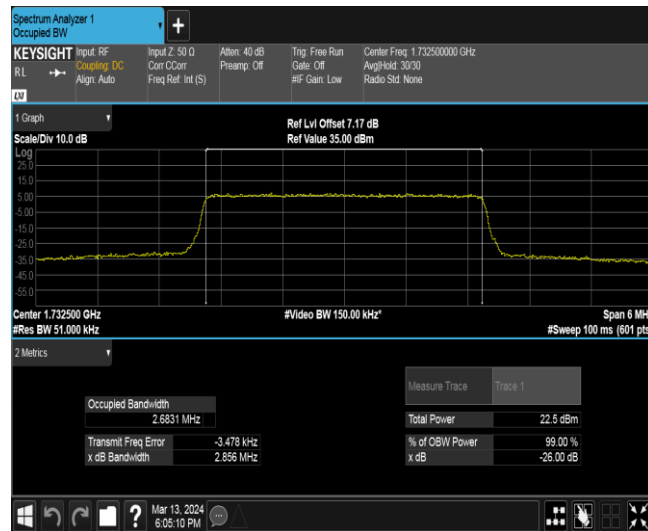 Spectrum Analyzer 1
Occupied BW
KEYSIGHT
RL
LXI
Input: RF
Coupling: DC
Align: Auto
Input Z: 50 Ω
Corr CCorr
Freq Ref: Int (S)
Atten: 40 dB
Preamp: Off
Trig: Free Run
Gate: Off
#IF Gain: Low
Center Freq: 1.732500000 GHz
Avg|Hold: 30/30
Radio Std: None
1 Graph
Scale/Div 10.0 dB
Ref Lvl Offset 7.17 dB
Ref Value 35.00 dBm
Log
25.0
15.0
5.00
-5.00
-15.0
-25.0
-35.0
-45.0
-55.0
Center 1.732500 GHz
#Res BW 51.000 kHz
#Video BW 150.00 kHz*
Span 6 MH
#Sweep 100 ms (601 pts
2 Metrics
Occupied Bandwidth
2.6831 MHz
Transmit Freq Error -3.478 kHz
x dB Bandwidth 2.856 MHz
Measure Trace Trace 1
Total Power 22.5 dBm
% of OBW Power 99.00 %
x dB -26.00 dB
?
Mar 13, 2024
6:05:10 PM